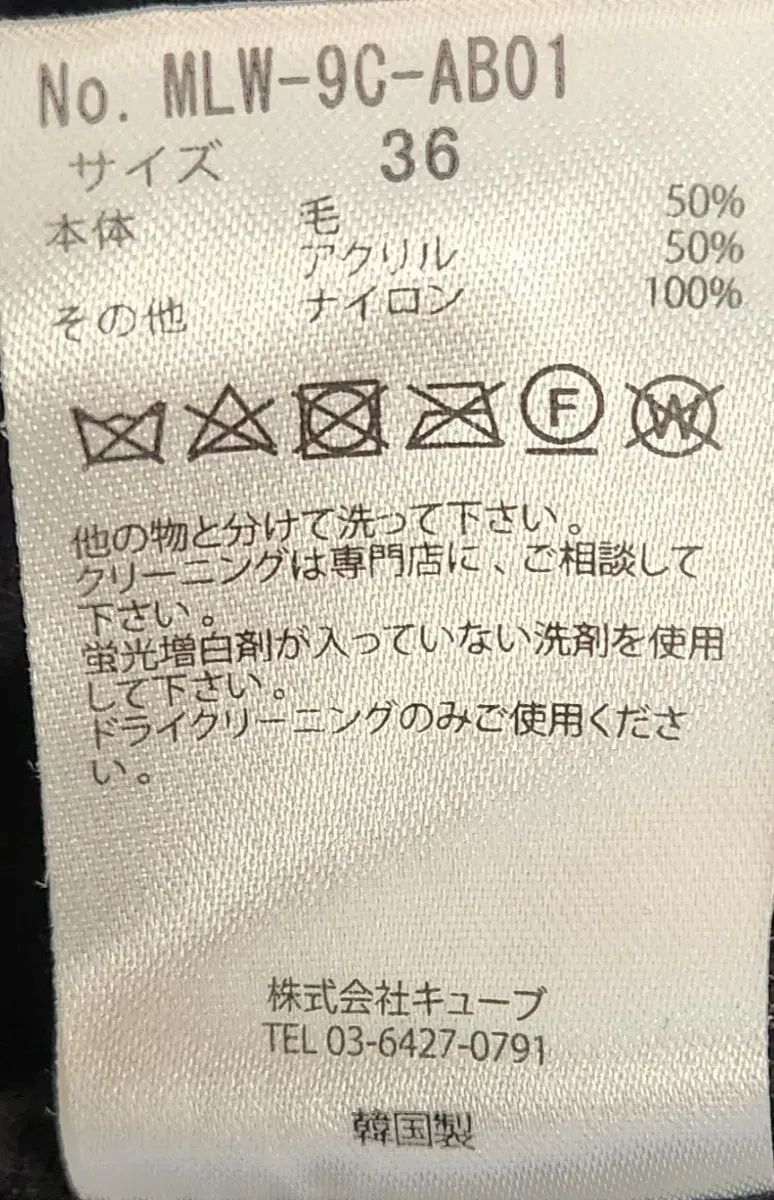 No. MLW-9C-AB01
サイズ 36
本体 毛 50%
アクリル 50%
その他 ナイロン 100%
F W
他の物と分けて洗って下さい。
クリーニングは専門店に、ご相談して
下さい。
蛍光増白剤が入っていない洗剤を使用
して下さい。
ドライクリーニングのみご使用くださ
い。
株式会社キューブ
TEL 03-6427-0791
韓国製